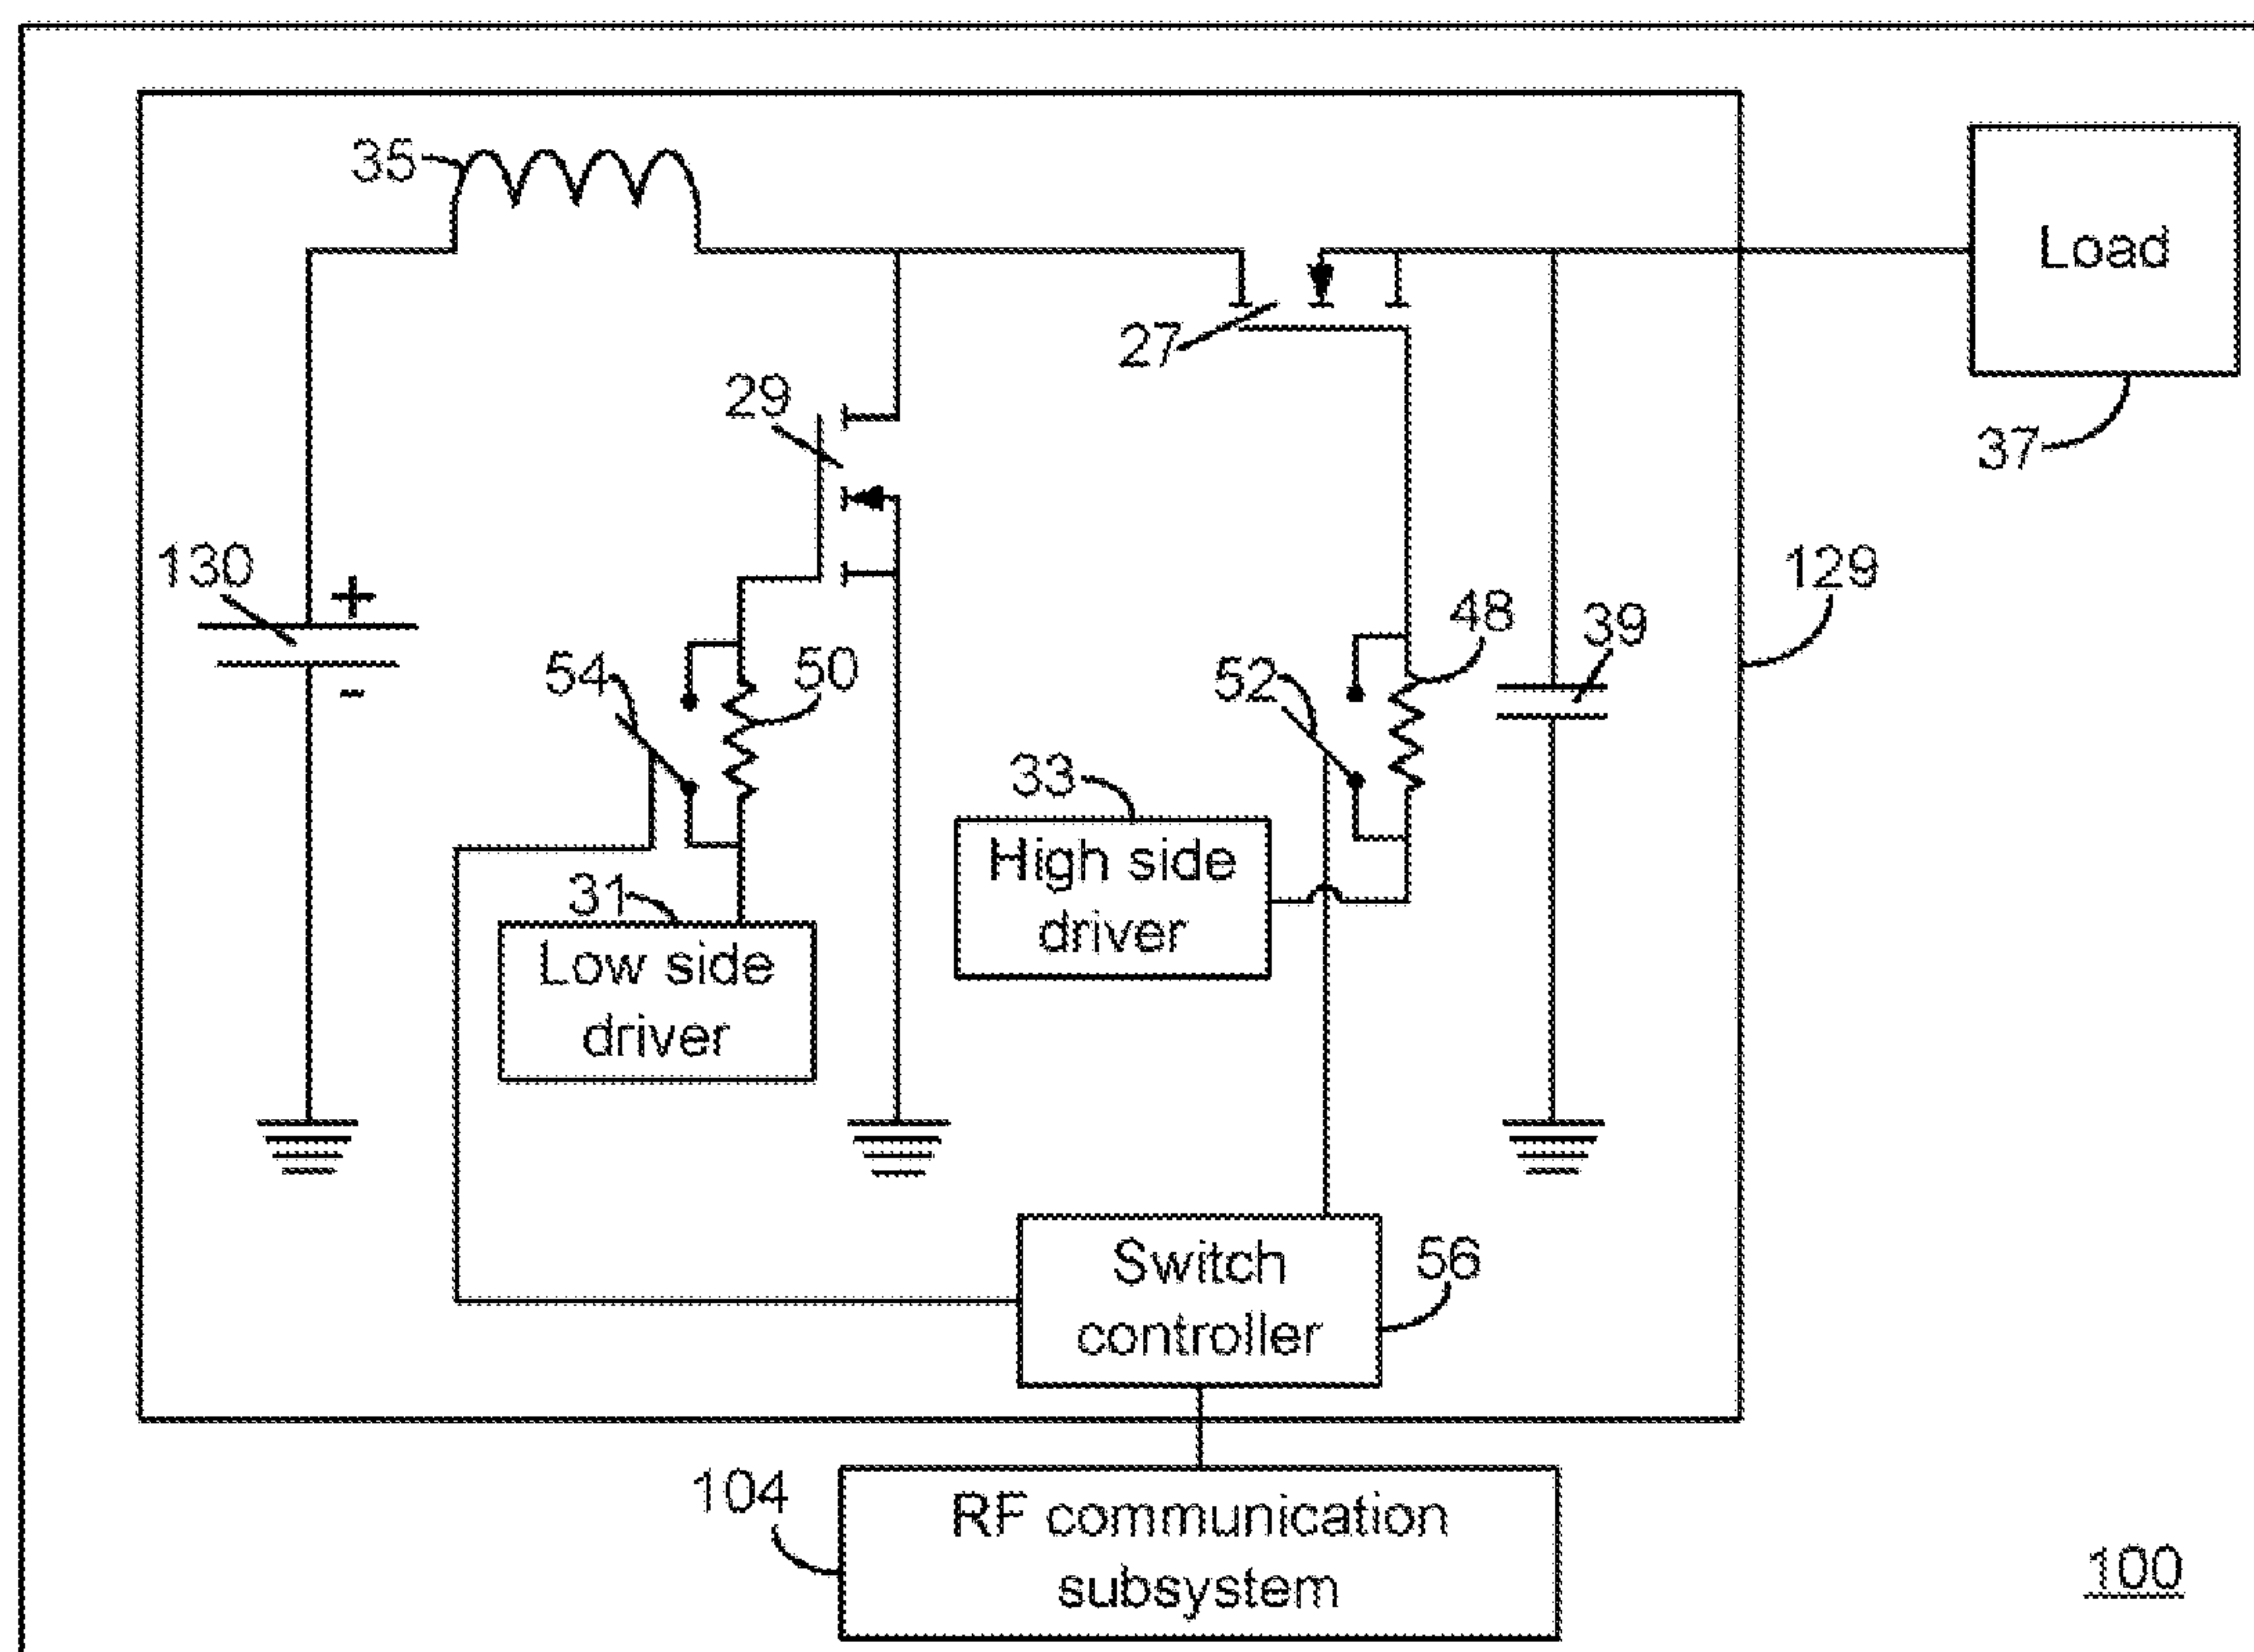 35
Load
27
29
37
130
+
-
129
48
39
54
50
52
33
High side
driver
31
Low side
driver
Switch
controller
56
104
RF communication
subsystem
100